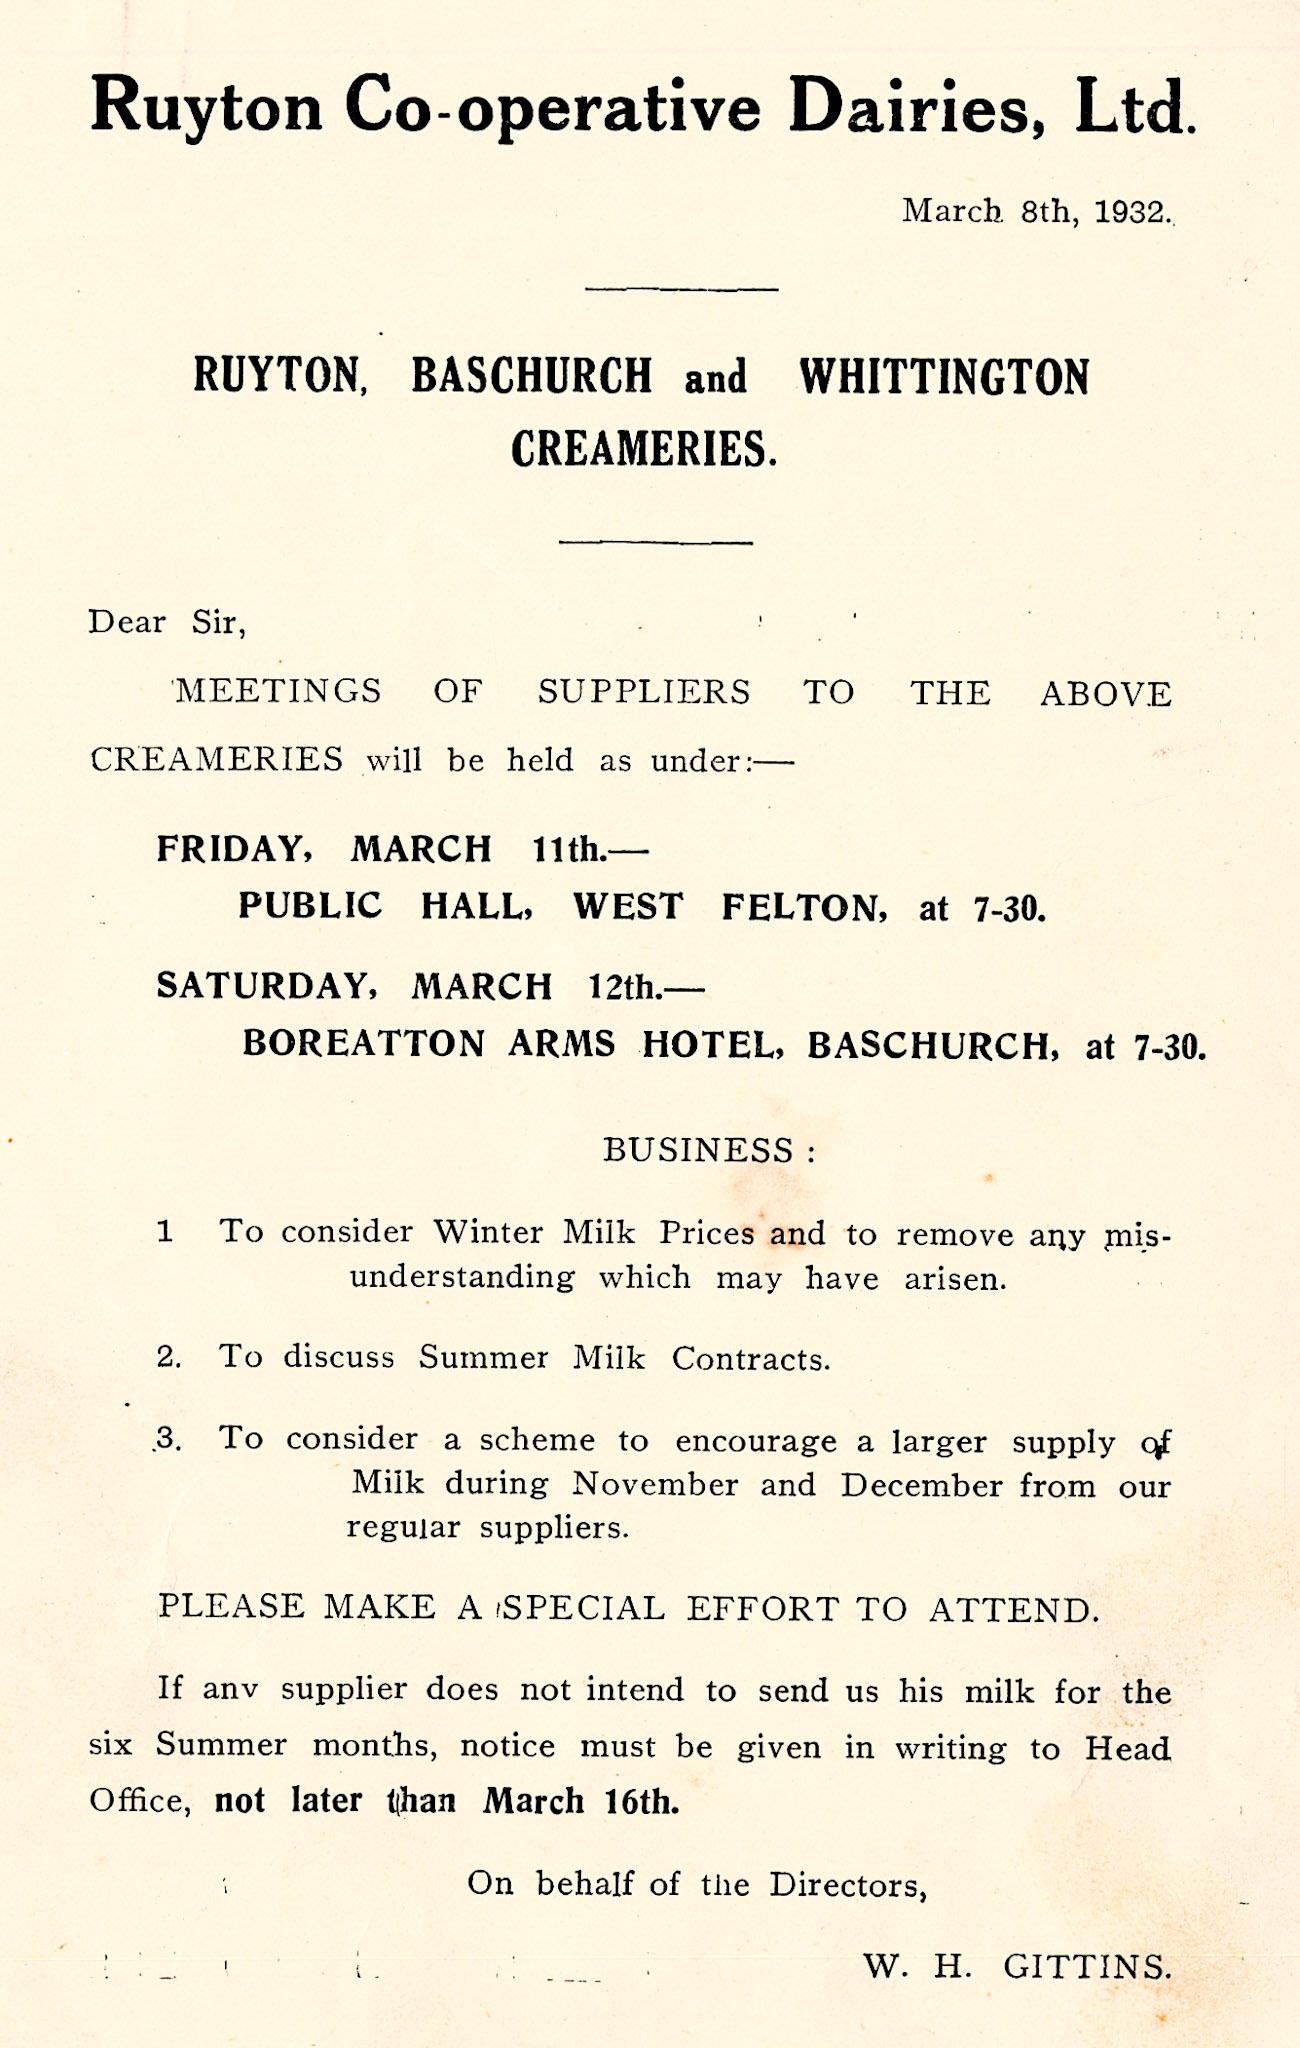 Ruyton Co-operative Dairies, Ltd.
March 8th, 1932.
RUYTON, BASCHURCH and WHITTINGTON
CREAMERIES.
Dear Sir,
MEETINGS OF SUPPLIERS TO THE ABOVE
CREAMERIES will be held as under:—
FRIDAY, MARCH 11th.—
PUBLIC HALL, WEST FELTON, at 7-30.
SATURDAY, MARCH 12th.—
BOREATTON ARMS HOTEL, BASCHURCH, at 7-30.
BUSINESS :
1 To consider Winter Milk Prices and to remove any mis-
understanding which may have arisen.
2. To discuss Summer Milk Contracts.
3. To consider a scheme to encourage a larger supply of
Milk during November and December from our
regular suppliers.
PLEASE MAKE A SPECIAL EFFORT TO ATTEND.
If any supplier does not intend to send us his milk for the
six Summer months, notice must be given in writing to Head
Office, not later than March 16th.
On behalf of the Directors,
W. H. GITTINS.